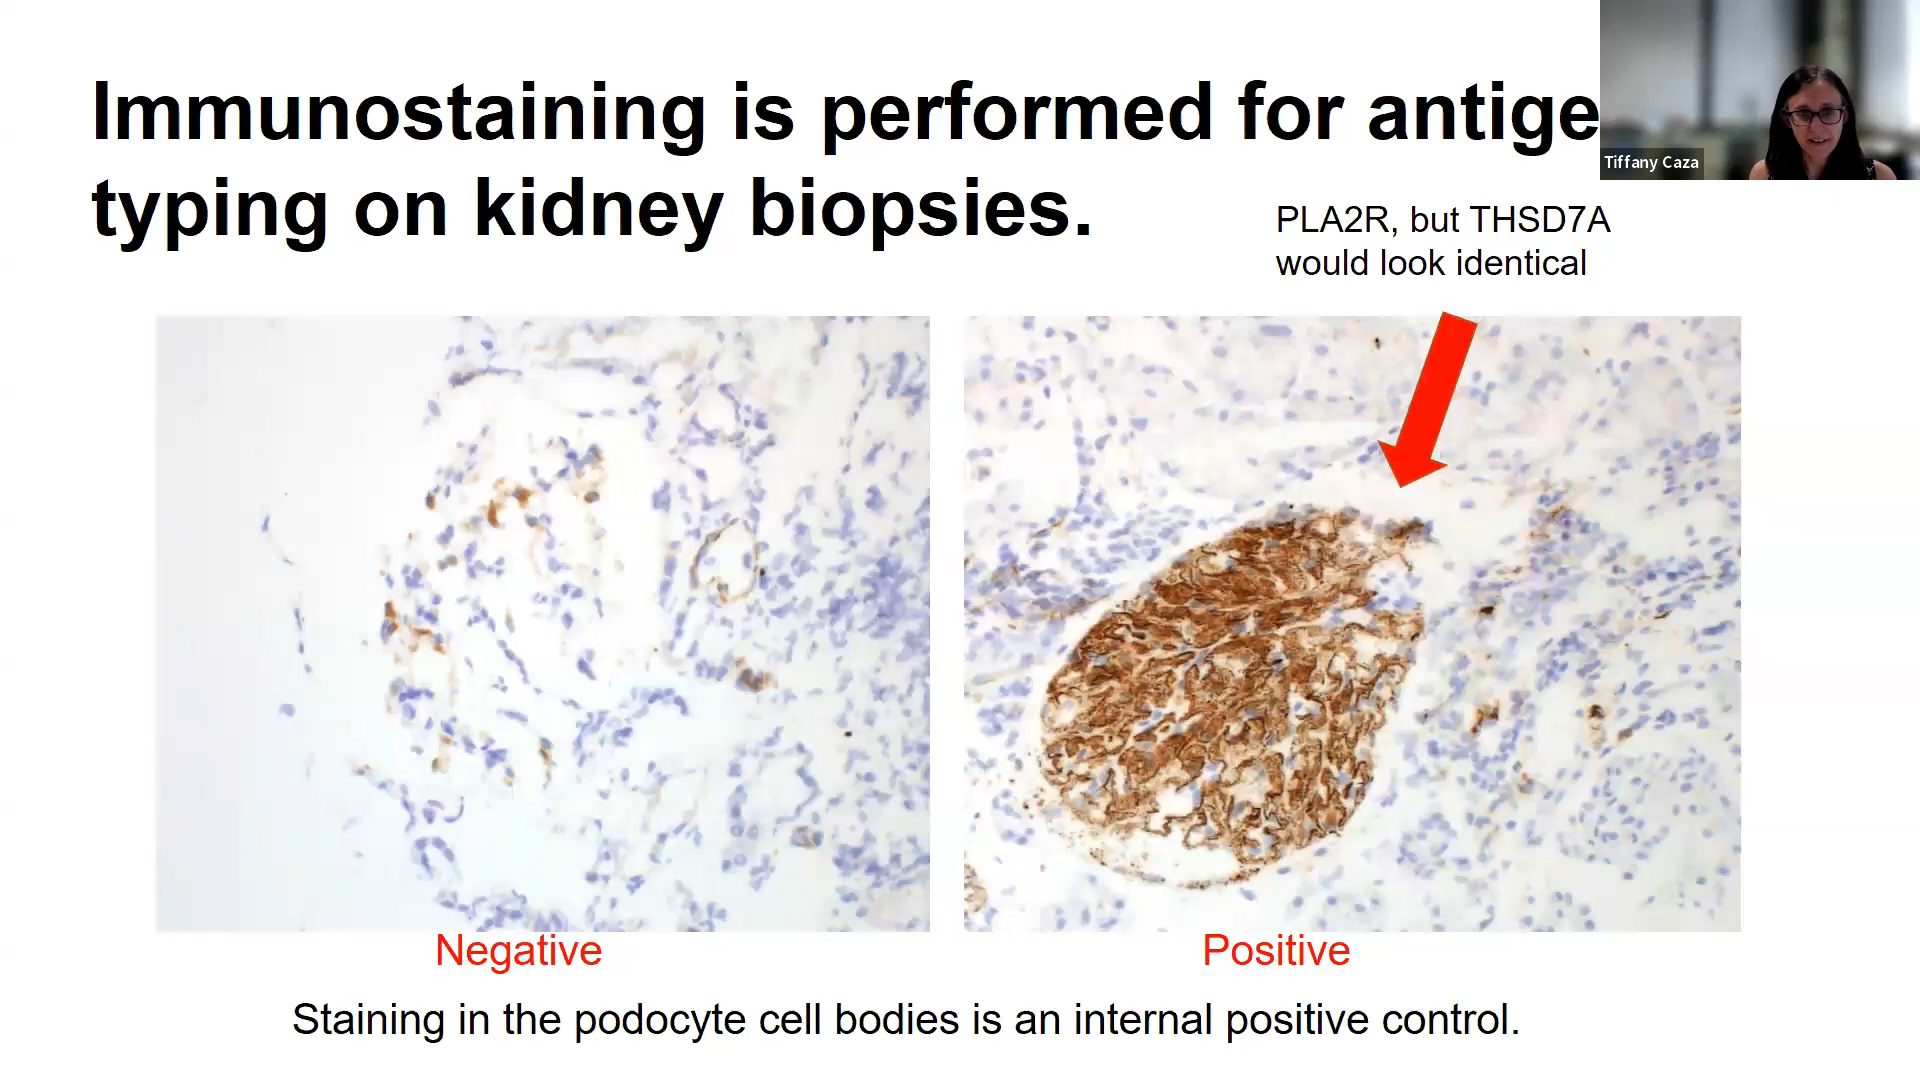 Immunostaining is performed for antige
typing on kidney biopsies.
Tiffany Caza
PLA2R, but THSD7A
would look identical
Negative
Positive
Staining in the podocyte cell bodies is an internal positive control.